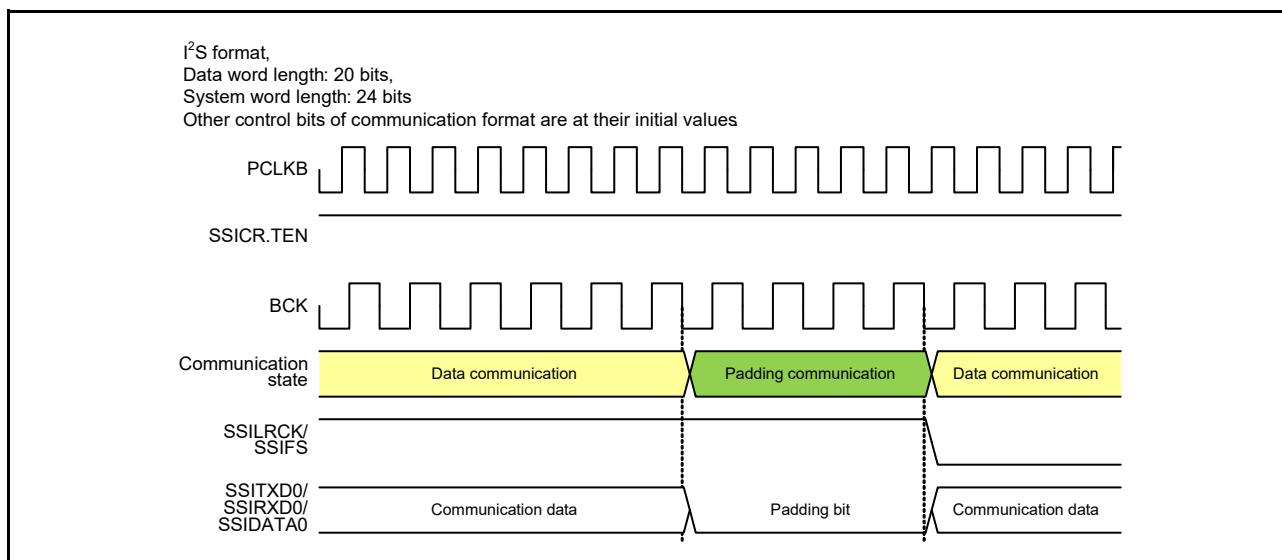 I²S format,
Data word length: 20 bits,
System word length: 24 bits
Other control bits of communication format are at their initial values.
PCLKB
SSICR.TEN
BCK
Communication
state
Data communication
Padding communication
Data communication
SSILRCK/
SSIFS
SSITXD0/
SSIRXD0/
SSIDATA0
Communication data
Padding bit
Communication data